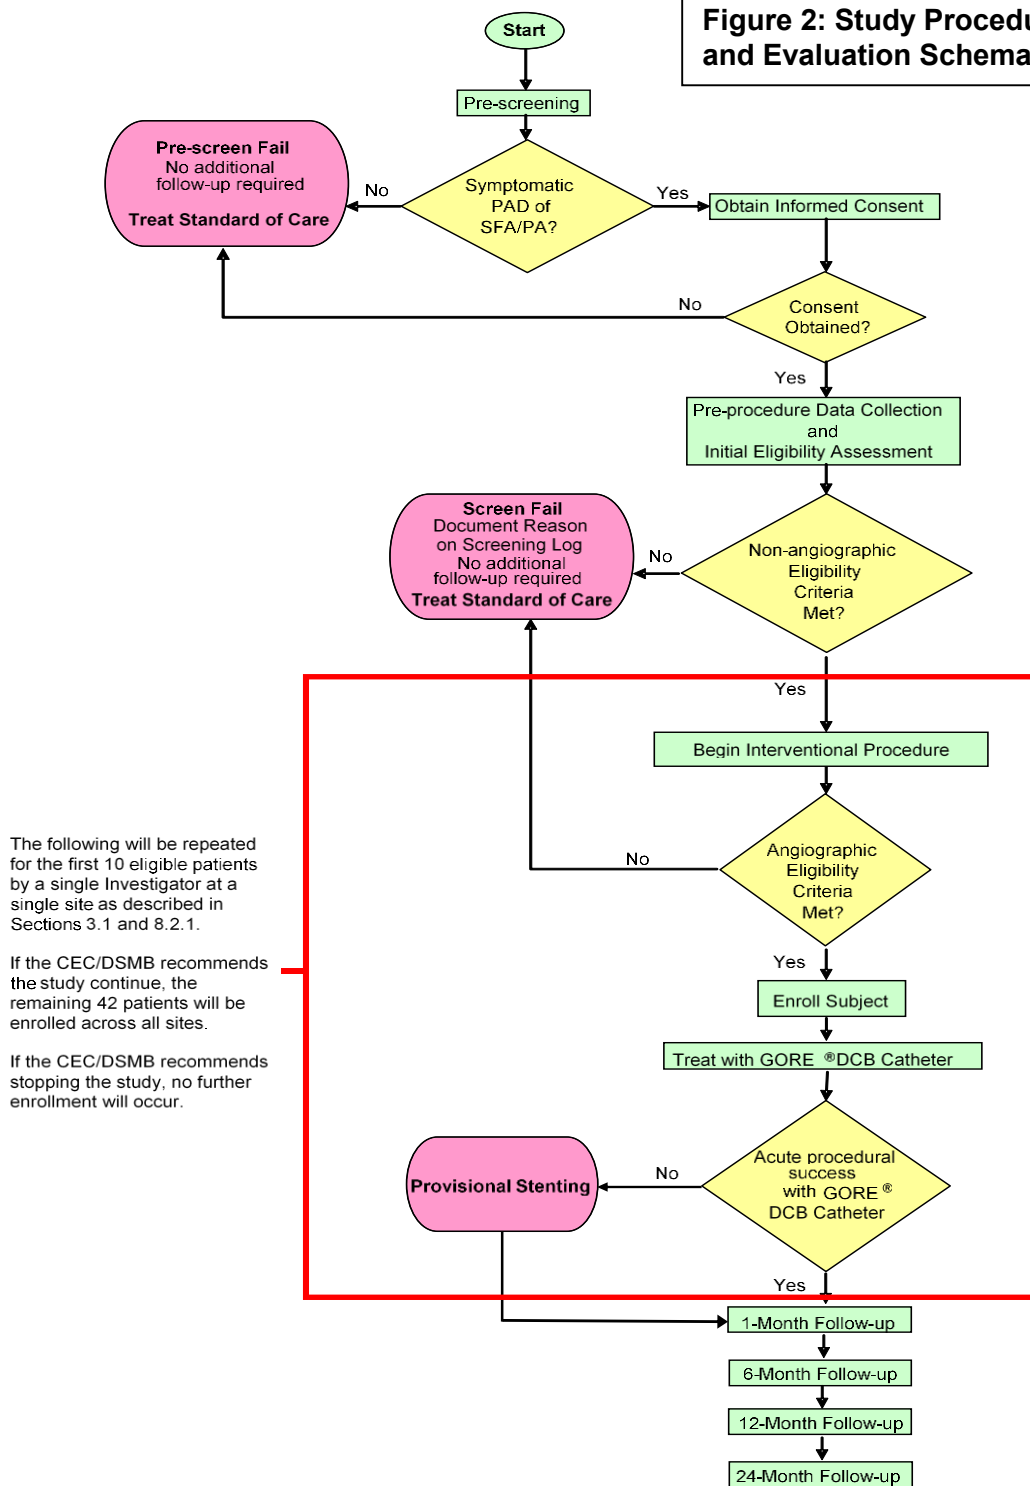 Figure 2: Study Procedu
and Evaluation Schema
Start
Pre-screening
Pre-screen Fail
No additional
follow-up required
Treat Standard of Care
No
Symptomatic
PAD of
SFA/PA?
Yes
Obtain Informed Consent
No
Consent
Obtained?
Yes
Pre-procedure Data Collection
and
Initial Eligibility Assessment
Screen Fail
Document Reason
on Screening Log
No additional
follow-up required
Treat Standard of Care
No
Non-angiographic
Eligibility
Criteria
Met?
Yes
Begin Interventional Procedure
The following will be repeated
for the first 10 eligible patients
by a single Investigator at a
single site as described in
Sections 3.1 and 8.2.1.
If the CEC/DSMB recommends
the study continue, the
remaining 42 patients will be
enrolled across all sites.
If the CEC/DSMB recommends
stopping the study, no further
enrollment will occur.
No
Angiographic
Eligibility
Criteria
Met?
Yes
Enroll Subject
Treat with GORE ®DCB Catheter
Provisional Stenting
No
Acute procedural
success
with GORE ®
DCB Catheter
Yes
1-Month Follow-up
6-Month Follow-up
12-Month Follow-up
24-Month Follow-up